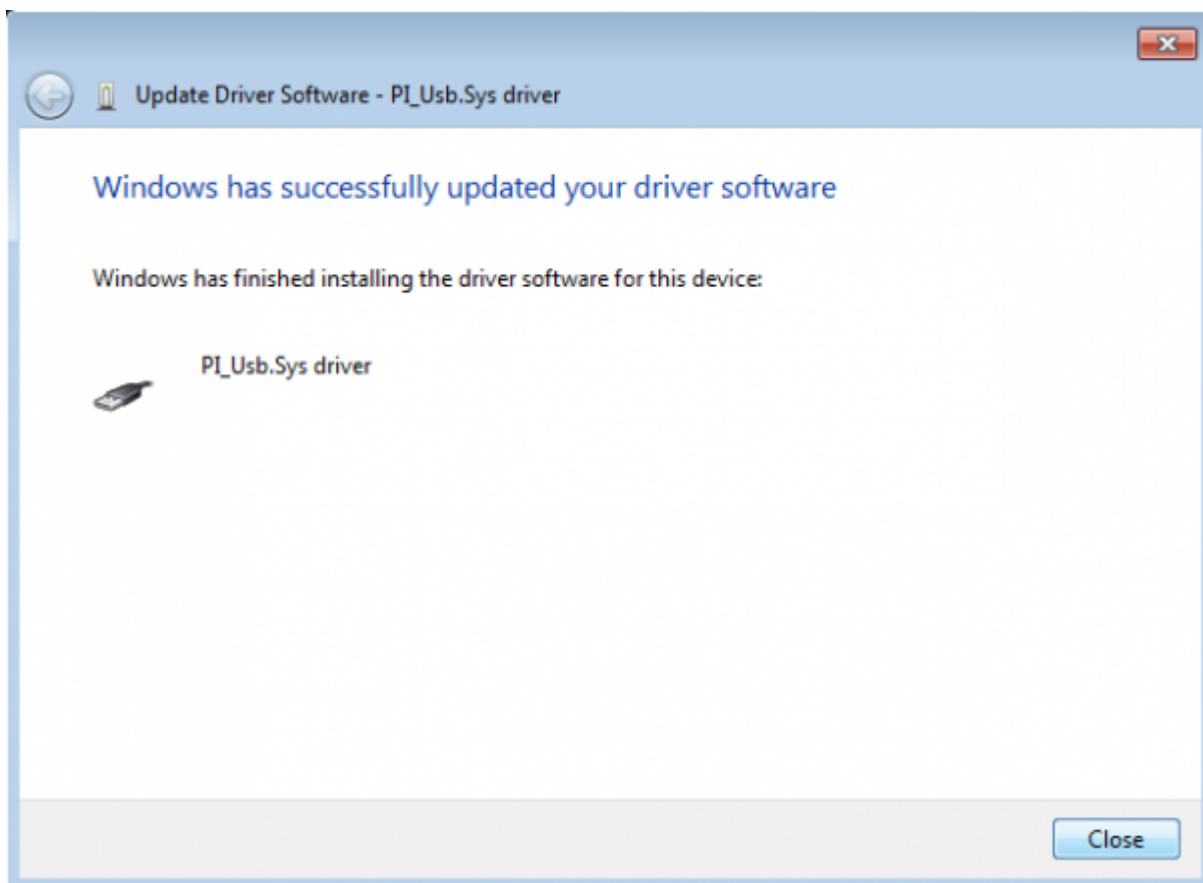 Update Driver Software - PI_Usb.Sys driver
Windows has successfully updated your driver software
Windows has finished installing the driver software for this device:
PI_Usb.Sys driver
Close